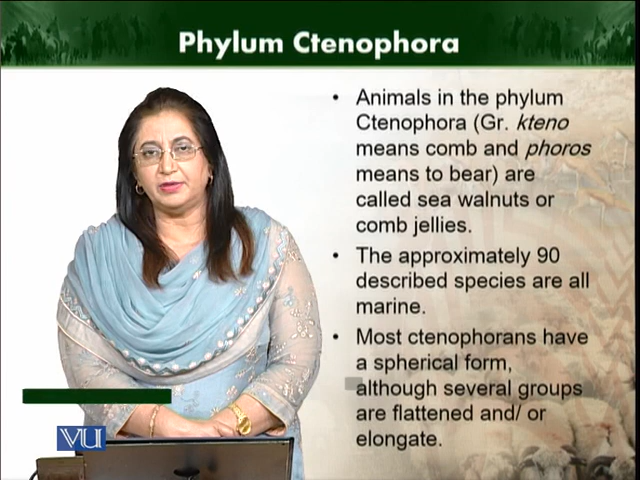 Phylum Ctenophora
• Animals in the phylum
Ctenophora (Gr. kteno
means comb and phoros
means to bear) are
called sea walnuts or
comb jellies.
• The approximately 90
described species are all
marine.
• Most ctenophorans have
a spherical form,
although several groups
are flattened and/ or
elongate.
VU